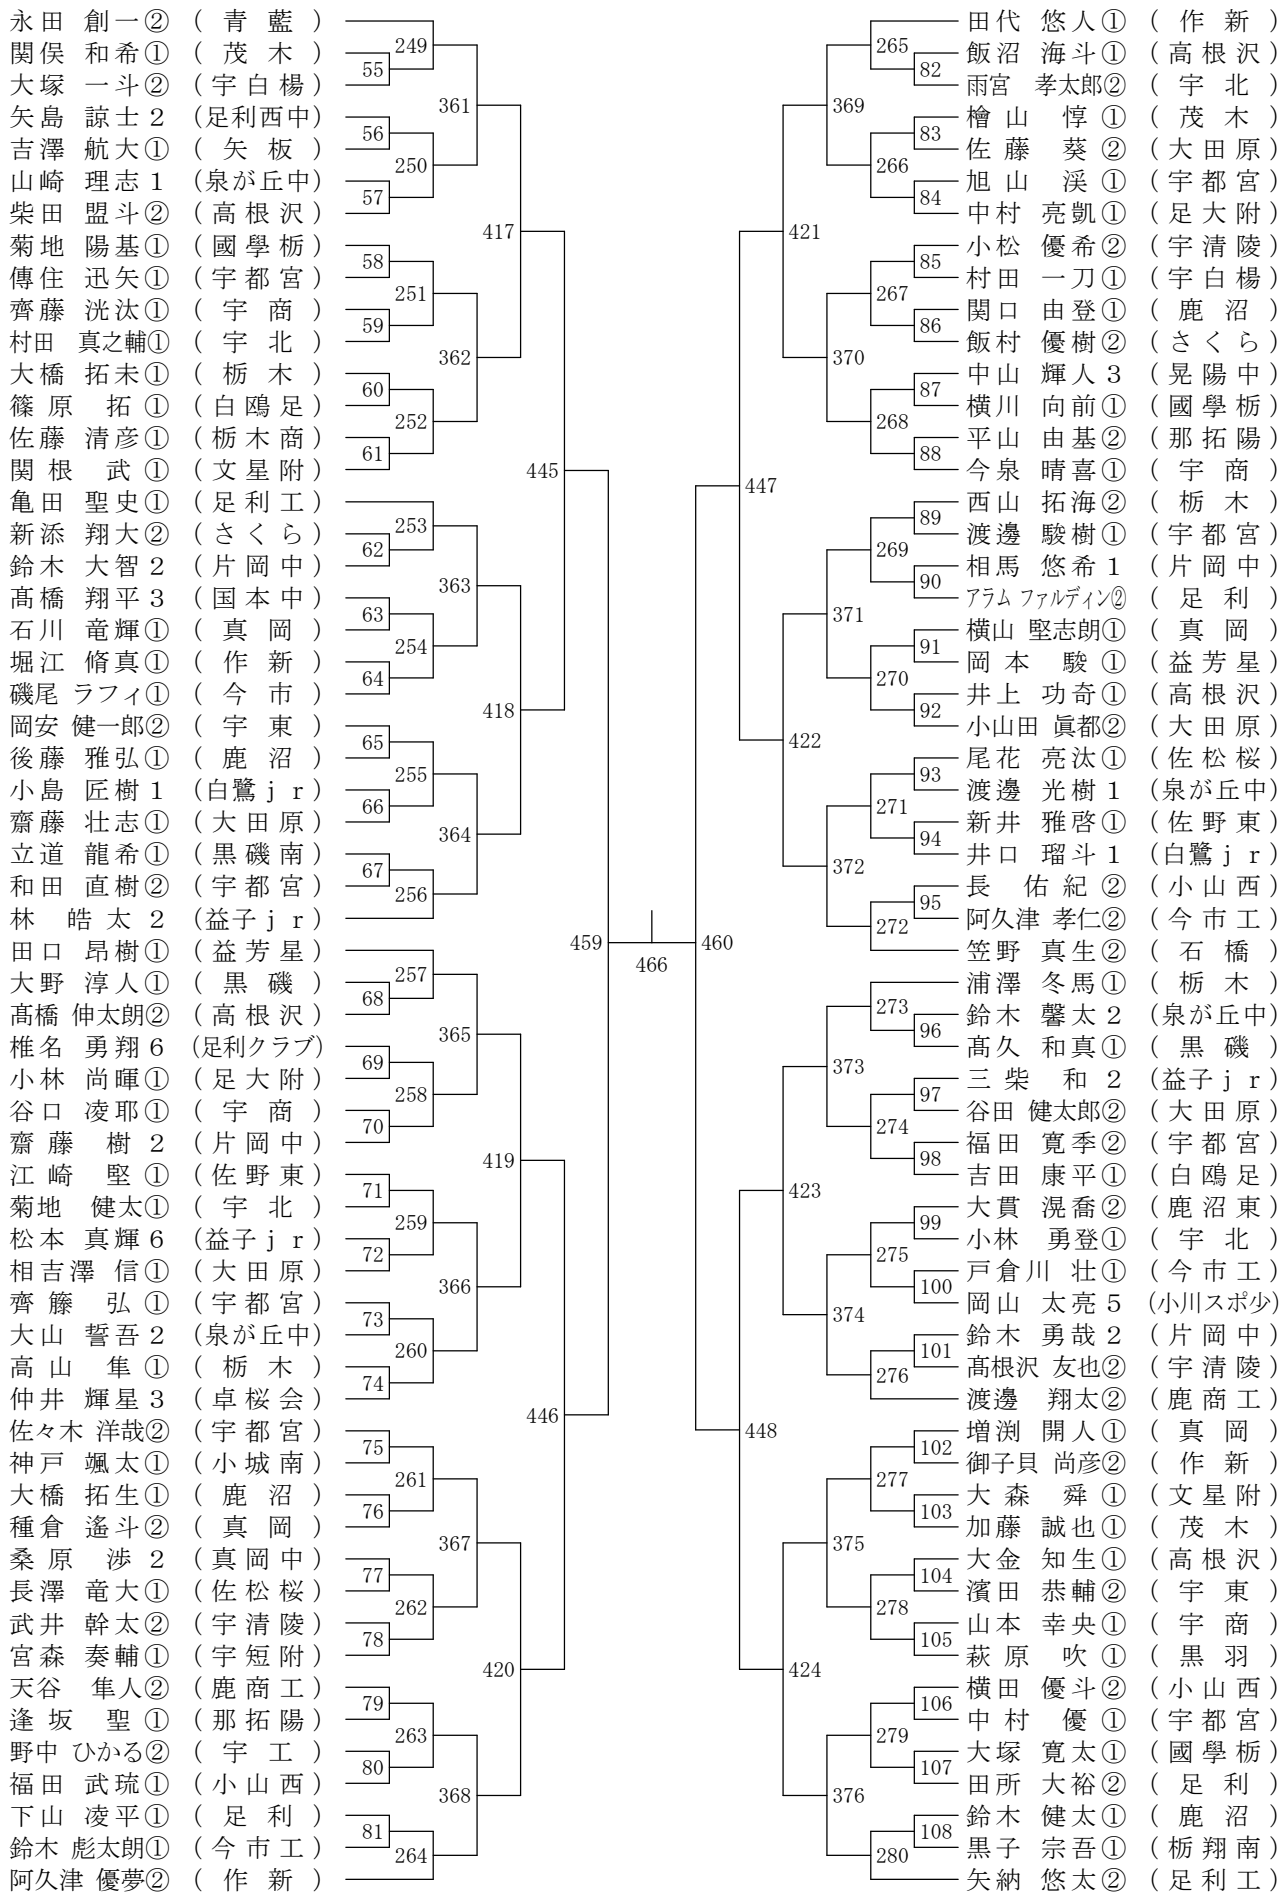 永田 創一② （ 青 藍 ）
関俣 和希① （ 茂 木 ）
大塚 一斗② （宇白楊）
矢島 諒士２ （足利西中）
吉澤 航大① （ 矢 板 ）
山崎 理志１ （泉が丘中）
柴田 盟斗② （高根沢）
菊地 陽基① （國學栃）
傳住 迅矢① （宇都宮）
齊藤 洸汰① （ 宇 商 ）
村田 真之輔① （ 宇 北 ）
大橋 拓未① （ 栃 木 ）
篠原 拓① （白鴎足）
佐藤 清彦① （栃木商）
関根 武① （文星附）
亀田 聖史① （足利工）
新添 翔大② （さくら）
鈴木 大智２ （片岡中）
髙橋 翔平３ （国本中）
石川 竜輝① （ 真 岡 ）
堀江 脩真① （ 作 新 ）
磯尾 ラフィ① （ 今 市 ）
岡安 健一郎② （ 宇 東 ）
後藤 雅弘① （ 鹿 沼 ）
小島 匠樹１ （白鷺ｊｒ）
齋藤 壮志① （大田原）
立道 龍希① （黒磯南）
和田 直樹② （宇都宮）
林 皓太２ （益子ｊｒ）
田口 昂樹① （益芳星）
大野 淳人① （ 黒 磯 ）
髙橋 伸太朗② （高根沢）
椎名 勇翔６ （足利クラブ）
小林 尚暉① （足大附）
谷口 凌耶① （ 宇 商 ）
齋藤 樹２ （片岡中）
江崎 堅① （佐野東）
菊地 健太① （ 宇 北 ）
松本 真輝６ （益子ｊｒ）
相吉澤 信① （大田原）
齊籐 弘① （宇都宮）
大山 誓吾２ （泉が丘中）
高山 隼① （ 栃 木 ）
仲井 輝星３ （卓桜会）
佐々木 洋哉② （宇都宮）
神戸 颯太① （小城南）
大橋 拓生① （ 鹿 沼 ）
種倉 遙斗② （ 真 岡 ）
桑原 渉２ （真岡中）
長澤 竜大① （佐松桜）
武井 幹太② （宇清陵）
宮森 奏輔① （宇短附）
天谷 隼人② （鹿商工）
逢坂 聖① （那拓陽）
野中 ひかる② （ 宇 工 ）
福田 武琉① （小山西）
下山 凌平① （ 足 利 ）
鈴木 彪太朗① （今市工）
阿久津 優夢② （ 作 新 ）
55
56
57
58
59
60
61
62
63
64
65
66
67
68
69
70
71
72
73
74
75
76
77
78
79
80
81
249
250
251
252
253
254
255
256
257
258
259
260
261
262
263
264
361
362
363
364
365
366
367
368
417
418
419
420
445
446
459
466
460
447
448
421
422
423
424
369
370
371
372
373
374
375
376
265
266
267
268
269
270
271
272
273
274
275
276
277
278
279
280
82
83
84
85
86
87
88
89
90
91
92
93
94
95
96
97
98
99
100
101
102
103
104
105
106
107
108
田代 悠人① （ 作 新 ）
飯沼 海斗① （高根沢）
雨宮 孝太郎② （ 宇 北 ）
檜山 惇① （ 茂 木 ）
佐藤 葵② （大田原）
旭山 渓① （宇都宮）
中村 亮凱① （足大附）
小松 優希② （宇清陵）
村田 一刀① （宇白楊）
関口 由登① （ 鹿 沼 ）
飯村 優樹② （さくら）
中山 輝人３ （晃陽中）
横川 向前① （國學栃）
平山 由基② （那拓陽）
今泉 晴喜① （ 宇 商 ）
西山 拓海② （ 栃 木 ）
渡邊 駿樹① （宇都宮）
相馬 悠希１ （片岡中）
アラム ファルディン② （ 足 利 ）
横山 堅志朗① （ 真 岡 ）
岡本 駿① （益芳星）
井上 功奇① （高根沢）
小山田 眞都② （大田原）
尾花 亮汰① （佐松桜）
渡邊 光樹１ （泉が丘中）
新井 雅啓① （佐野東）
井口 瑠斗１ （白鷺ｊｒ）
長 佑紀② （小山西）
阿久津 孝仁② （今市工）
笠野 真生② （ 石 橋 ）
浦澤 冬馬① （ 栃 木 ）
鈴木 馨太２ （泉が丘中）
髙久 和真① （ 黒 磯 ）
三柴 和２ （益子ｊｒ）
谷田 健太郎② （大田原）
福田 寛季② （宇都宮）
吉田 康平① （白鴎足）
大貫 滉喬② （鹿沼東）
小林 勇登① （ 宇 北 ）
戸倉川 壮① （今市工）
岡山 太亮５ （小川スポ少）
鈴木 勇哉２ （片岡中）
髙根沢 友也② （宇清陵）
渡邊 翔太② （鹿商工）
増渕 開人① （ 真 岡 ）
御子貝 尚彦② （ 作 新 ）
大森 舜① （文星附）
加藤 誠也① （ 茂 木 ）
大金 知生① （高根沢）
濱田 恭輔② （ 宇 東 ）
山本 幸央① （ 宇 商 ）
萩原 吹① （ 黒 羽 ）
横田 優斗② （小山西）
中村 優① （宇都宮）
大塚 寛太① （國學栃）
田所 大裕② （ 足 利 ）
鈴木 健太① （ 鹿 沼 ）
黒子 宗吾① （栃翔南）
矢納 悠太② （足利工）